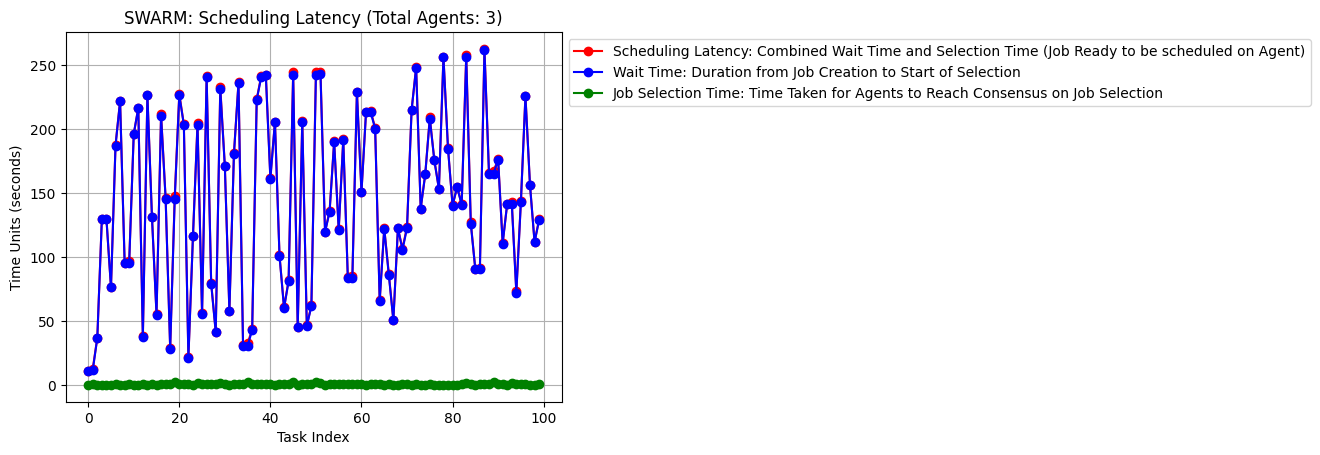 SWARM: Scheduling Latency (Total Agents: 3)
Scheduling Latency: Combined Wait Time and Selection Time (Job Ready to be scheduled on Agent)
Wait Time: Duration from Job Creation to Start of Selection
Job Selection Time: Time Taken for Agents to Reach Consensus on Job Selection
Time Units (seconds)
250
200
150
100
50
0
0 20 40 60 80 100
Task Index